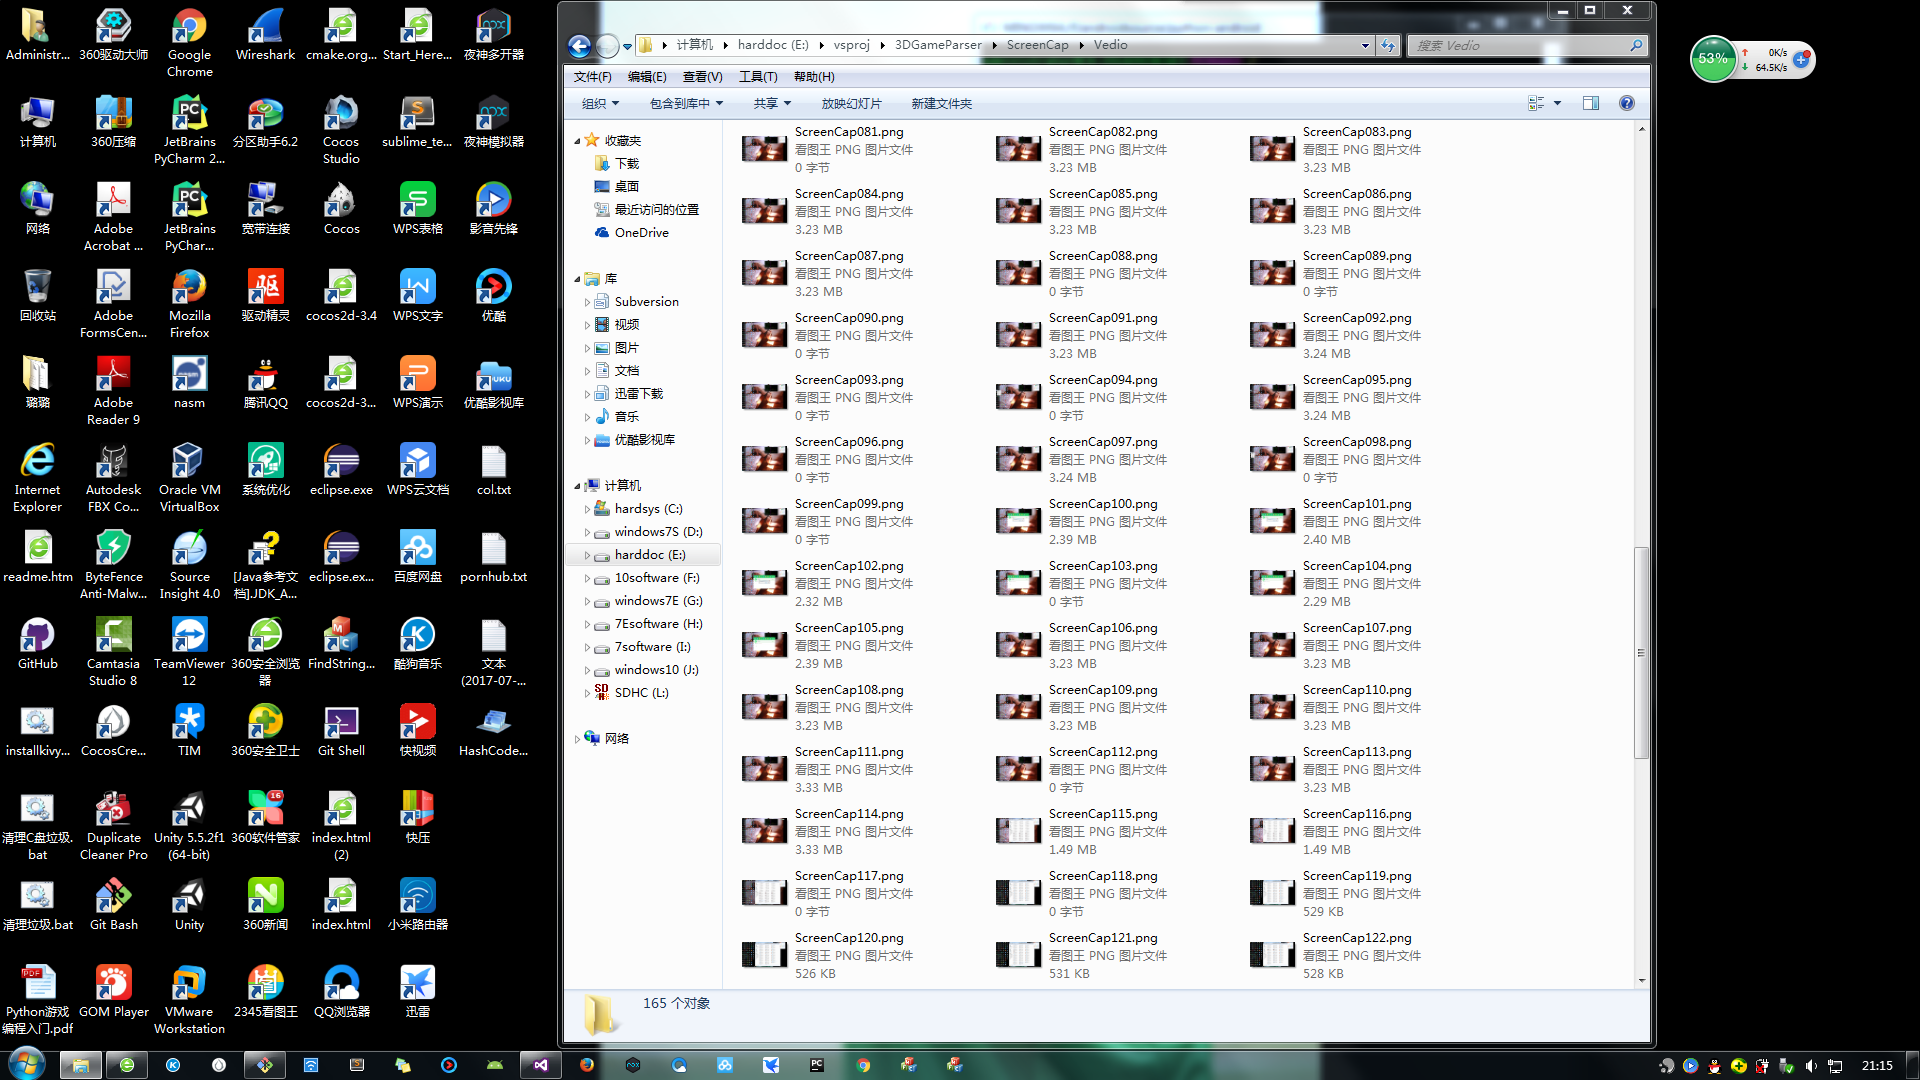 Administr...
360驱动大师
Google Chrome
Wireshark
cmake.org...
Start_Here...
夜神多开器
计算机
360压缩
JetBrains PyCharm 2...
分区助手6.2
Cocos Studio
sublime_te...
夜神模拟器
网络
Adobe Acrobat ...
JetBrains PyChar...
宽带连接
Cocos
WPS表格
影音先锋
回收站
Adobe FormsCen...
Mozilla Firefox
驱动精灵
cocos2d-3.4
WPS文字
优酷
璐璐
Adobe Reader 9
nasm
腾讯QQ
cocos2d-3...
WPS演示
优酷影视库
Internet Explorer
Autodesk FBX Co...
Oracle VM VirtualBox
系统优化
eclipse.exe
WPS云文档
col.txt
readme.htm
ByteFence Anti-Malw...
Source Insight 4.0
[Java参考文档].JDK_A...
eclipse.ex...
百度网盘
pornhub.txt
GitHub
Camtasia Studio 8
TeamViewer 12
360安全浏览器
FindString...
酷狗音乐
文本 (2017-07-...
installkivy...
CocosCre...
TIM
360安全卫士
Git Shell
快视频
HashCode...
清理C盘垃圾.bat
Duplicate Cleaner Pro
Unity 5.5.2f1 (64-bit)
360软件管家
index.html (2)
快压
清理垃圾.bat
Git Bash
Unity
360新闻
index.html
小米路由器
Python游戏编程入门.pdf
GOM Player
VMware Workstation
2345看图王
QQ浏览器
迅雷
计算机 harddoc (E:) vsproj 3DGameParser ScreenCap Vedio
搜索 Vedio
文件(F) 编辑(E) 查看(V) 工具(T) 帮助(H)
组织 包含到库中 共享 放映幻灯片 新建文件夹
收藏夹
下载
桌面
最近访问的位置
OneDrive
库
Subversion
视频
图片
文档
迅雷下载
音乐
优酷影视库
计算机
hardsys (C:)
windows7S (D:)
harddoc (E:)
10software (F:)
windows7E (G:)
7Esoftware (H:)
7software (I:)
windows10 (J:)
SDHC (L:)
网络
ScreenCap081.png ScreenCap082.png ScreenCap083.png
看图王 PNG 图片文件 看图王 PNG 图片文件 看图王 PNG 图片文件
0 字节 3.23 MB 3.23 MB
ScreenCap084.png ScreenCap085.png ScreenCap086.png
看图王 PNG 图片文件 看图王 PNG 图片文件 看图王 PNG 图片文件
3.23 MB 3.23 MB 3.23 MB
ScreenCap087.png ScreenCap088.png ScreenCap089.png
看图王 PNG 图片文件 看图王 PNG 图片文件 看图王 PNG 图片文件
3.23 MB 0 字节 0 字节
ScreenCap090.png ScreenCap091.png ScreenCap092.png
看图王 PNG 图片文件 看图王 PNG 图片文件 看图王 PNG 图片文件
0 字节 3.23 MB 3.24 MB
ScreenCap093.png ScreenCap094.png ScreenCap095.png
看图王 PNG 图片文件 看图王 PNG 图片文件 看图王 PNG 图片文件
0 字节 0 字节 3.24 MB
ScreenCap096.png ScreenCap097.png ScreenCap098.png
看图王 PNG 图片文件 看图王 PNG 图片文件 看图王 PNG 图片文件
0 字节 3.24 MB 0 字节
ScreenCap099.png ScreenCap100.png ScreenCap101.png
看图王 PNG 图片文件 看图王 PNG 图片文件 看图王 PNG 图片文件
0 字节 2.39 MB 2.40 MB
ScreenCap102.png ScreenCap103.png ScreenCap104.png
看图王 PNG 图片文件 看图王 PNG 图片文件 看图王 PNG 图片文件
2.32 MB 0 字节 2.29 MB
ScreenCap105.png ScreenCap106.png ScreenCap107.png
看图王 PNG 图片文件 看图王 PNG 图片文件 看图王 PNG 图片文件
2.39 MB 3.23 MB 3.23 MB
ScreenCap108.png ScreenCap109.png ScreenCap110.png
看图王 PNG 图片文件 看图王 PNG 图片文件 看图王 PNG 图片文件
3.23 MB 3.23 MB 3.23 MB
ScreenCap111.png ScreenCap112.png ScreenCap113.png
看图王 PNG 图片文件 看图王 PNG 图片文件 看图王 PNG 图片文件
3.33 MB 0 字节 3.23 MB
ScreenCap114.png ScreenCap115.png ScreenCap116.png
看图王 PNG 图片文件 看图王 PNG 图片文件 看图王 PNG 图片文件
3.33 MB 1.49 MB 1.49 MB
ScreenCap117.png ScreenCap118.png ScreenCap119.png
看图王 PNG 图片文件 看图王 PNG 图片文件 看图王 PNG 图片文件
0 字节 0 字节 529 KB
ScreenCap120.png ScreenCap121.png ScreenCap122.png
看图王 PNG 图片文件 看图王 PNG 图片文件 看图王 PNG 图片文件
526 KB 531 KB 528 KB
165 个对象
53%
0K/s
64.5K/s
21:15